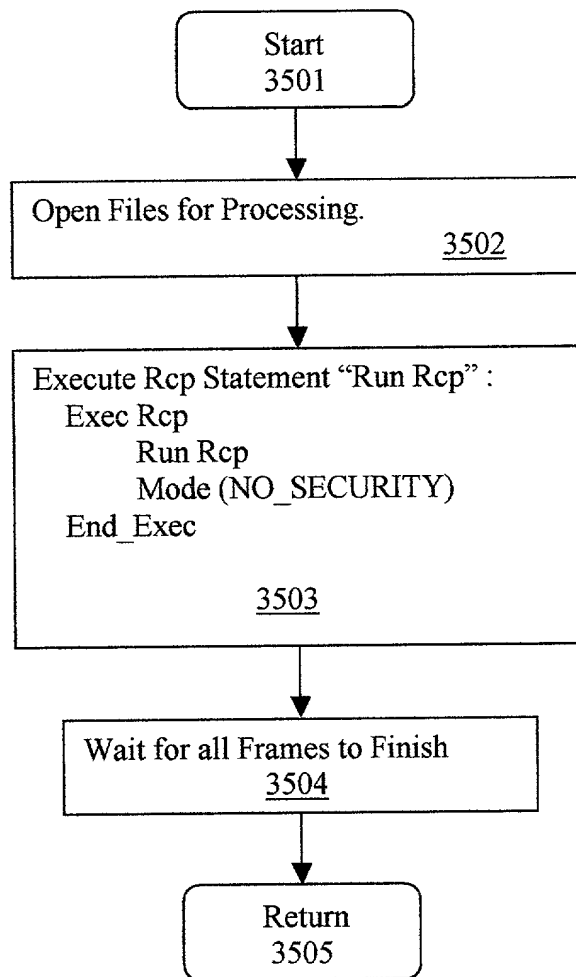 Start
3501
Open Files for Processing.
3502
Execute Rcp Statement “Run Rcp” :
Exec Rcp
Run Rcp
Mode (NO_SECURITY)
End_Exec
3503
Wait for all Frames to Finish
3504
Return
3505